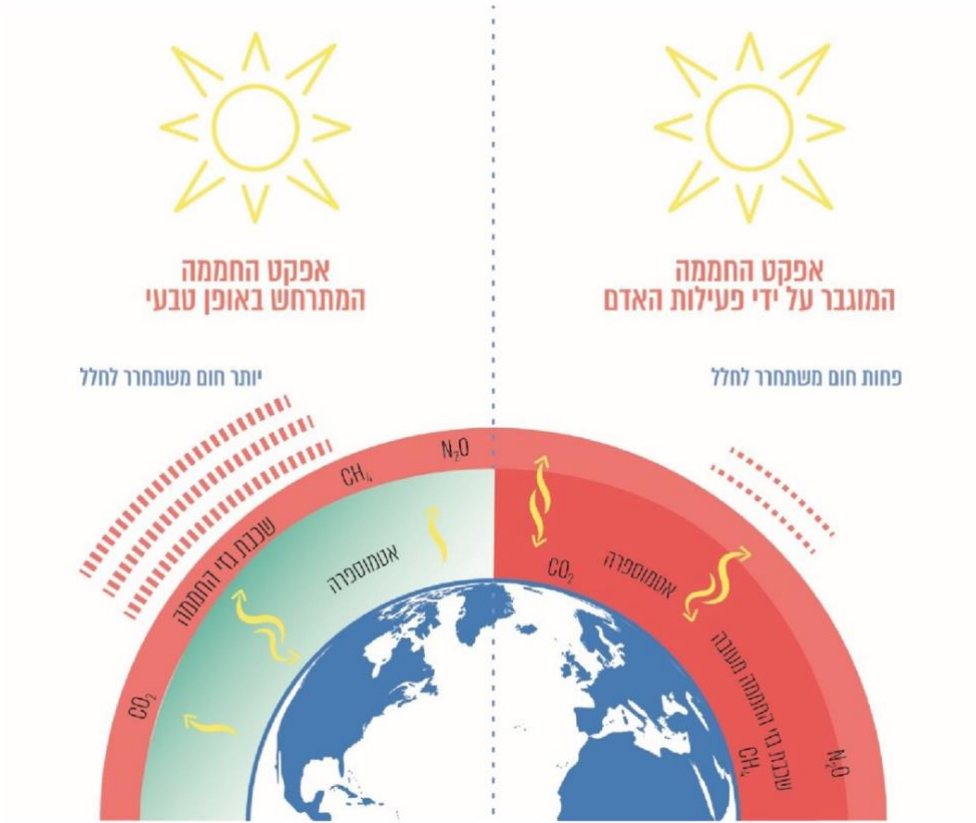 אפקט החממה
המוגבר על ידי פעילות האדם
פחות חום משתחרר לחלל
CO₂
אטמוספרה
שכבת גזי החממה מעובה
CH₄
N₂O
אפקט החממה
המתרחש באופן טבעי
יותר חום משתחרר לחלל
N₂O
CH₄
שכבת גזי החממה
אטמוספרה
CO₂